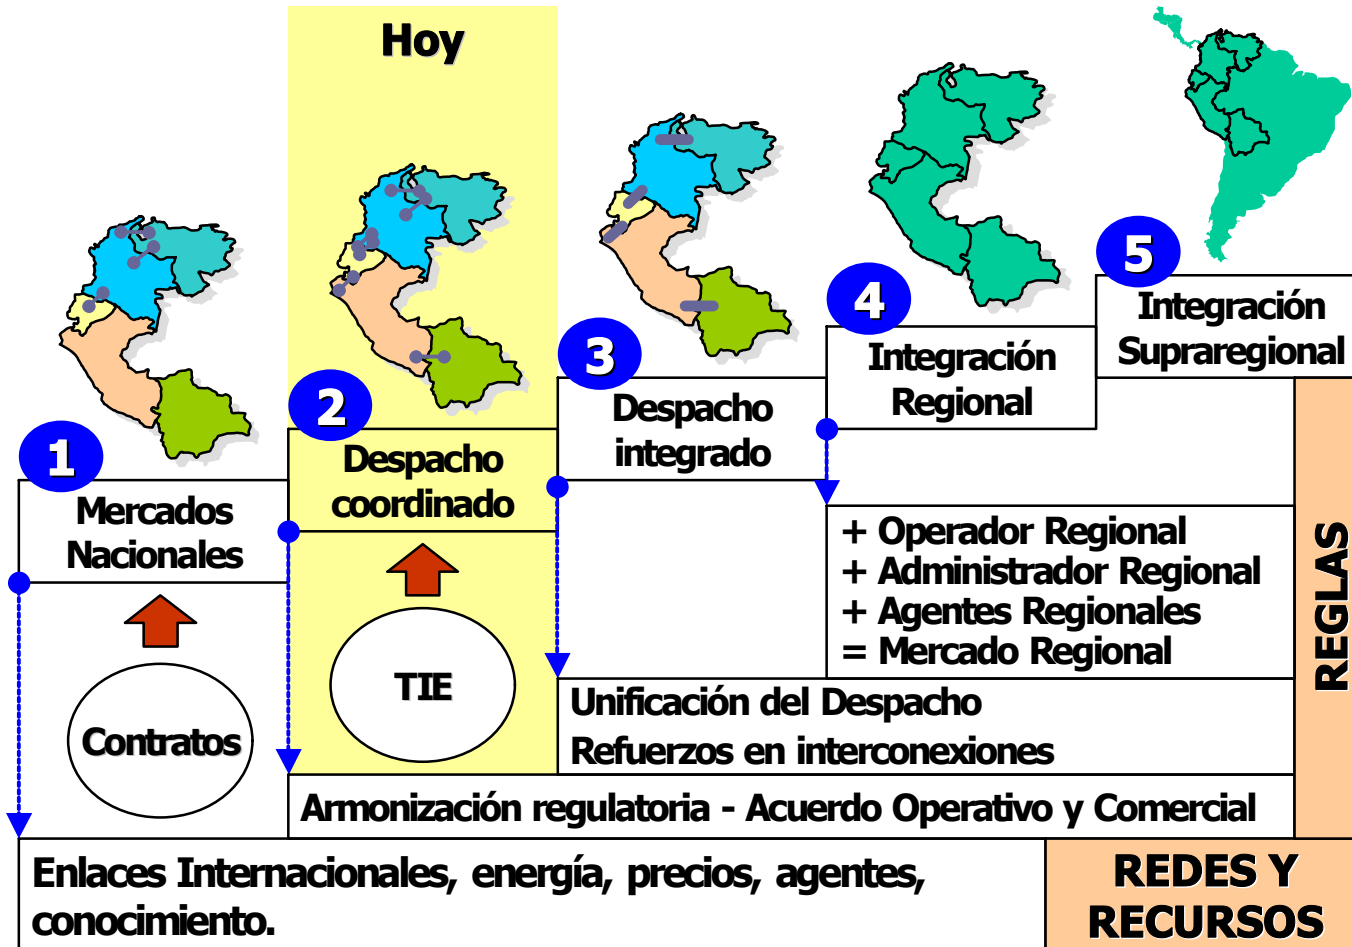 Hoy
1
Mercados
Nacionales
Contratos
2
Despacho
coordinado
TIE
3
Despacho
integrado
4
Integración
Regional
5
Integración
Supraregional
+ Operador Regional
+ Administrador Regional
+ Agentes Regionales
= Mercado Regional
Unificación del Despacho
Refuerzos en interconexiones
Armonización regulatoria - Acuerdo Operativo y Comercial
REGLAS
Enlaces Internacionales, energía, precios, agentes,
conocimiento.
REDES Y
RECURSOS